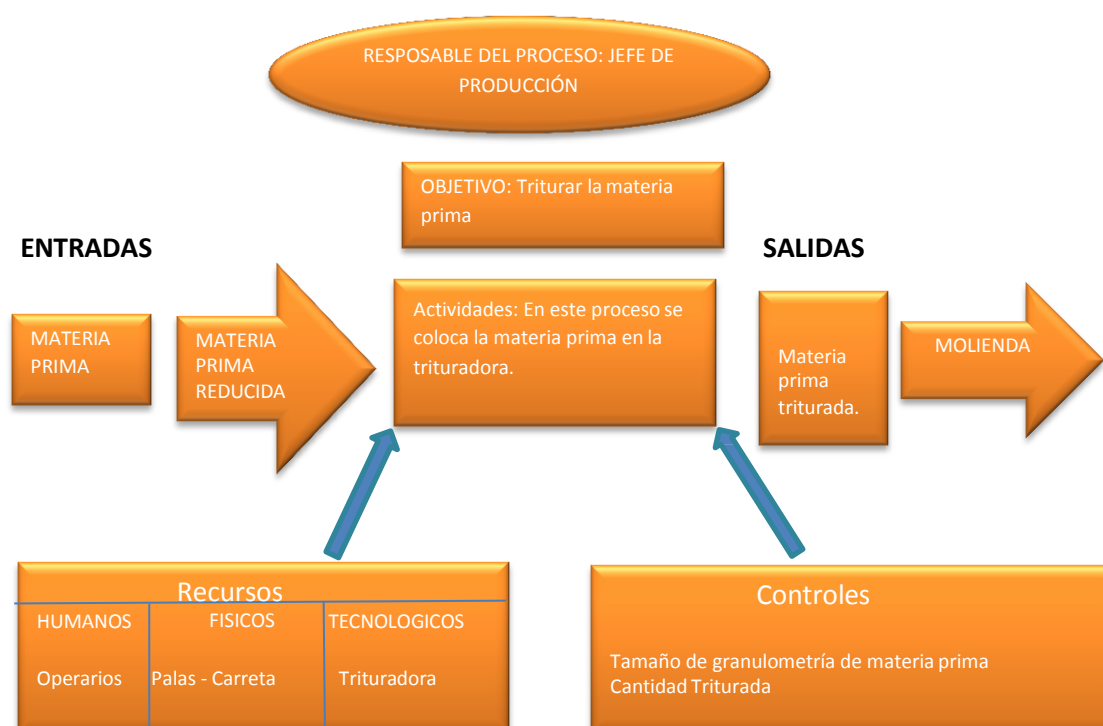 RESPOSABLE DEL PROCESO: JEFE DE
PRODUCCIÓN
OBJETIVO: Triturar la materia
prima
ENTRADAS
SALIDAS
MATERIA
PRIMA
MATERIA
PRIMA
REDUCIDA
Actividades: En este proceso se
coloca la materia prima en la
trituradora.
Materia
prima
triturada.
MOLIENDA
Recursos
HUMANOS FISICOS TECNOLOGICOS
Operarios Palas - Carreta Trituradora
Controles
Tamaño de granulometría de materia prima
Cantidad Triturada